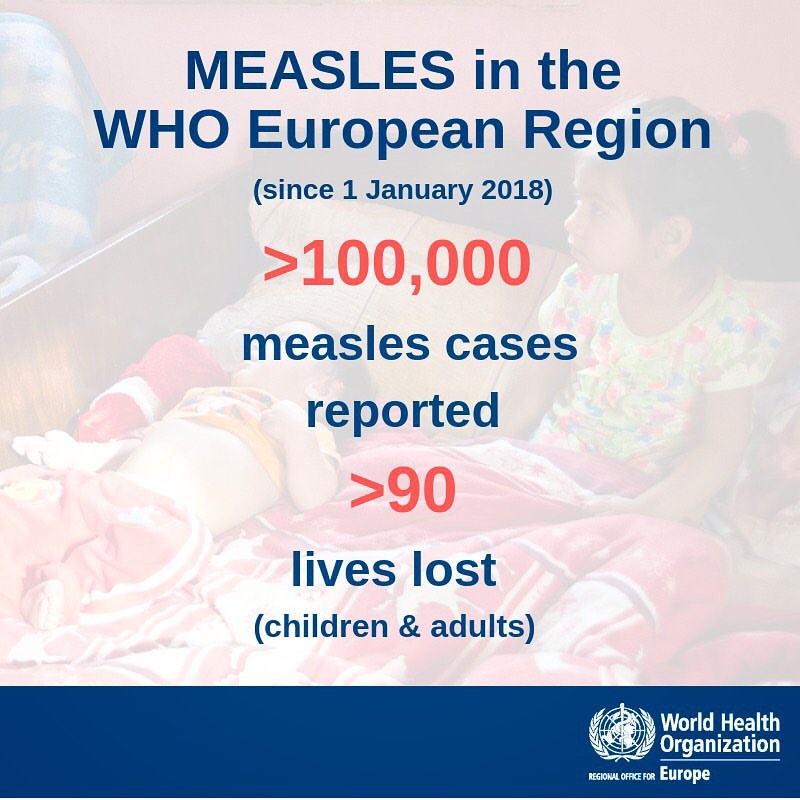 MEASLES in the
WHO European Region
(since 1 January 2018)
>100,000
measles cases
reported
>90
lives lost
(children & adults)
World Health
Organization
REGIONAL OFFICE FOR Europe